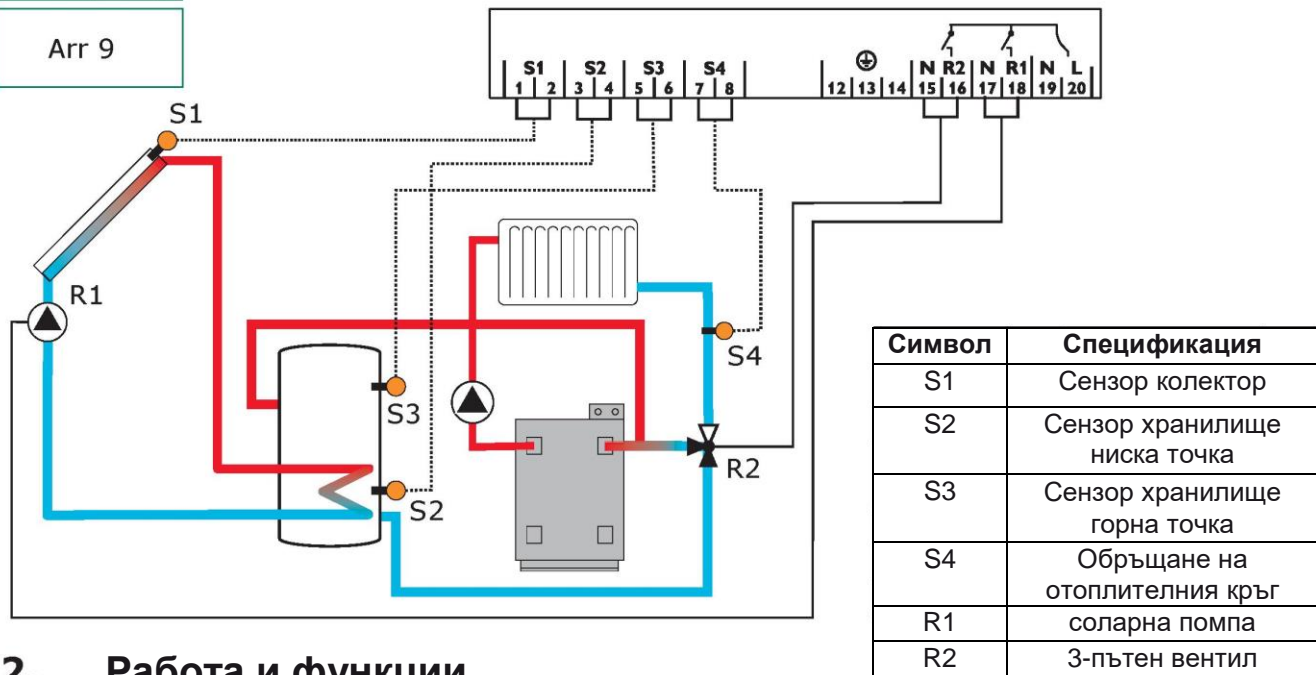 Arr 9
S1 S2 S3 S4 N R2 N R1 N L
1 2 3 4 5 6 7 8 12 13 14 15 16 17 18 19 20
S1
R1
S3
S2
S4
R2
Символ Спецификация
S1 Сензор колектор
S2 Сензор хранилище
ниска точка
S3 Сензор хранилище
горна точка
S4 Обръщане на
отоплителния кръг
R1 соларна помпа
R2 3-пътен вентил
2. Работа и функции